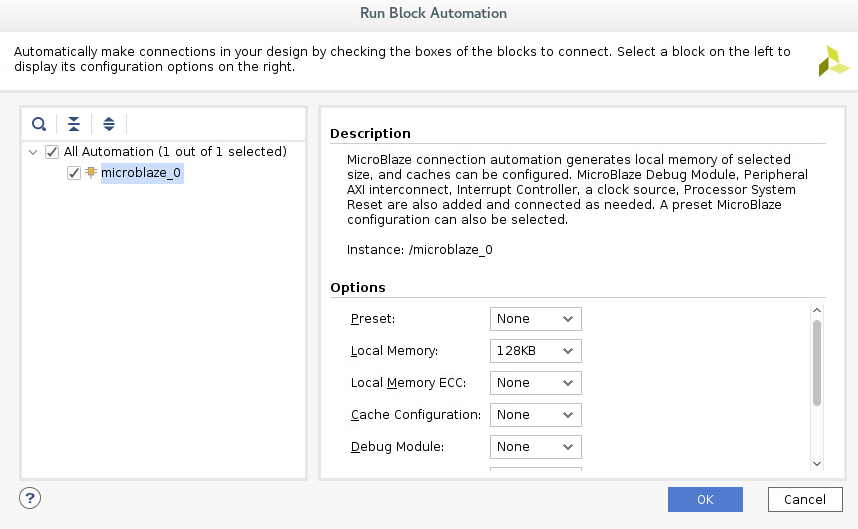 Run Block Automation
Automatically make connections in your design by checking the boxes of the blocks to connect. Select a block on the left to
display its configuration options on the right.
All Automation (1 out of 1 selected)
microblaze_0
Description
MicroBlaze connection automation generates local memory of selected
size, and caches can be configured. MicroBlaze Debug Module, Peripheral
AXI interconnect, Interrupt Controller, a clock source, Processor System
Reset are also added and connected as needed. A preset MicroBlaze
configuration can also be selected.
Instance: /microblaze_0
Options
Preset: None
Local Memory: 128KB
Local Memory ECC: None
Cache Configuration: None
Debug Module: None
?
OK
Cancel